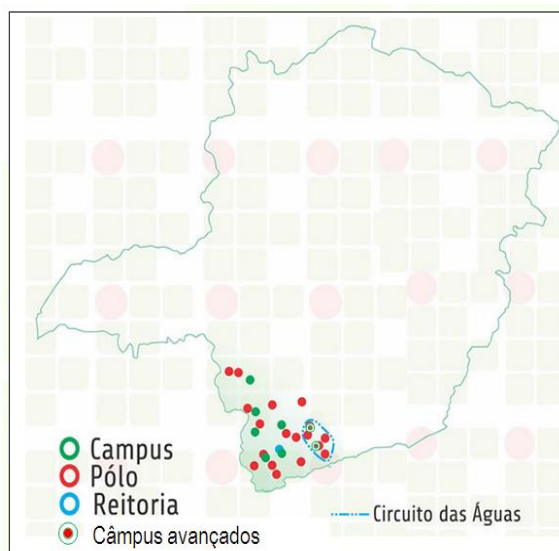 Campus
Pólo
Reitoria
Câmpus avançados
Circuito das Águas